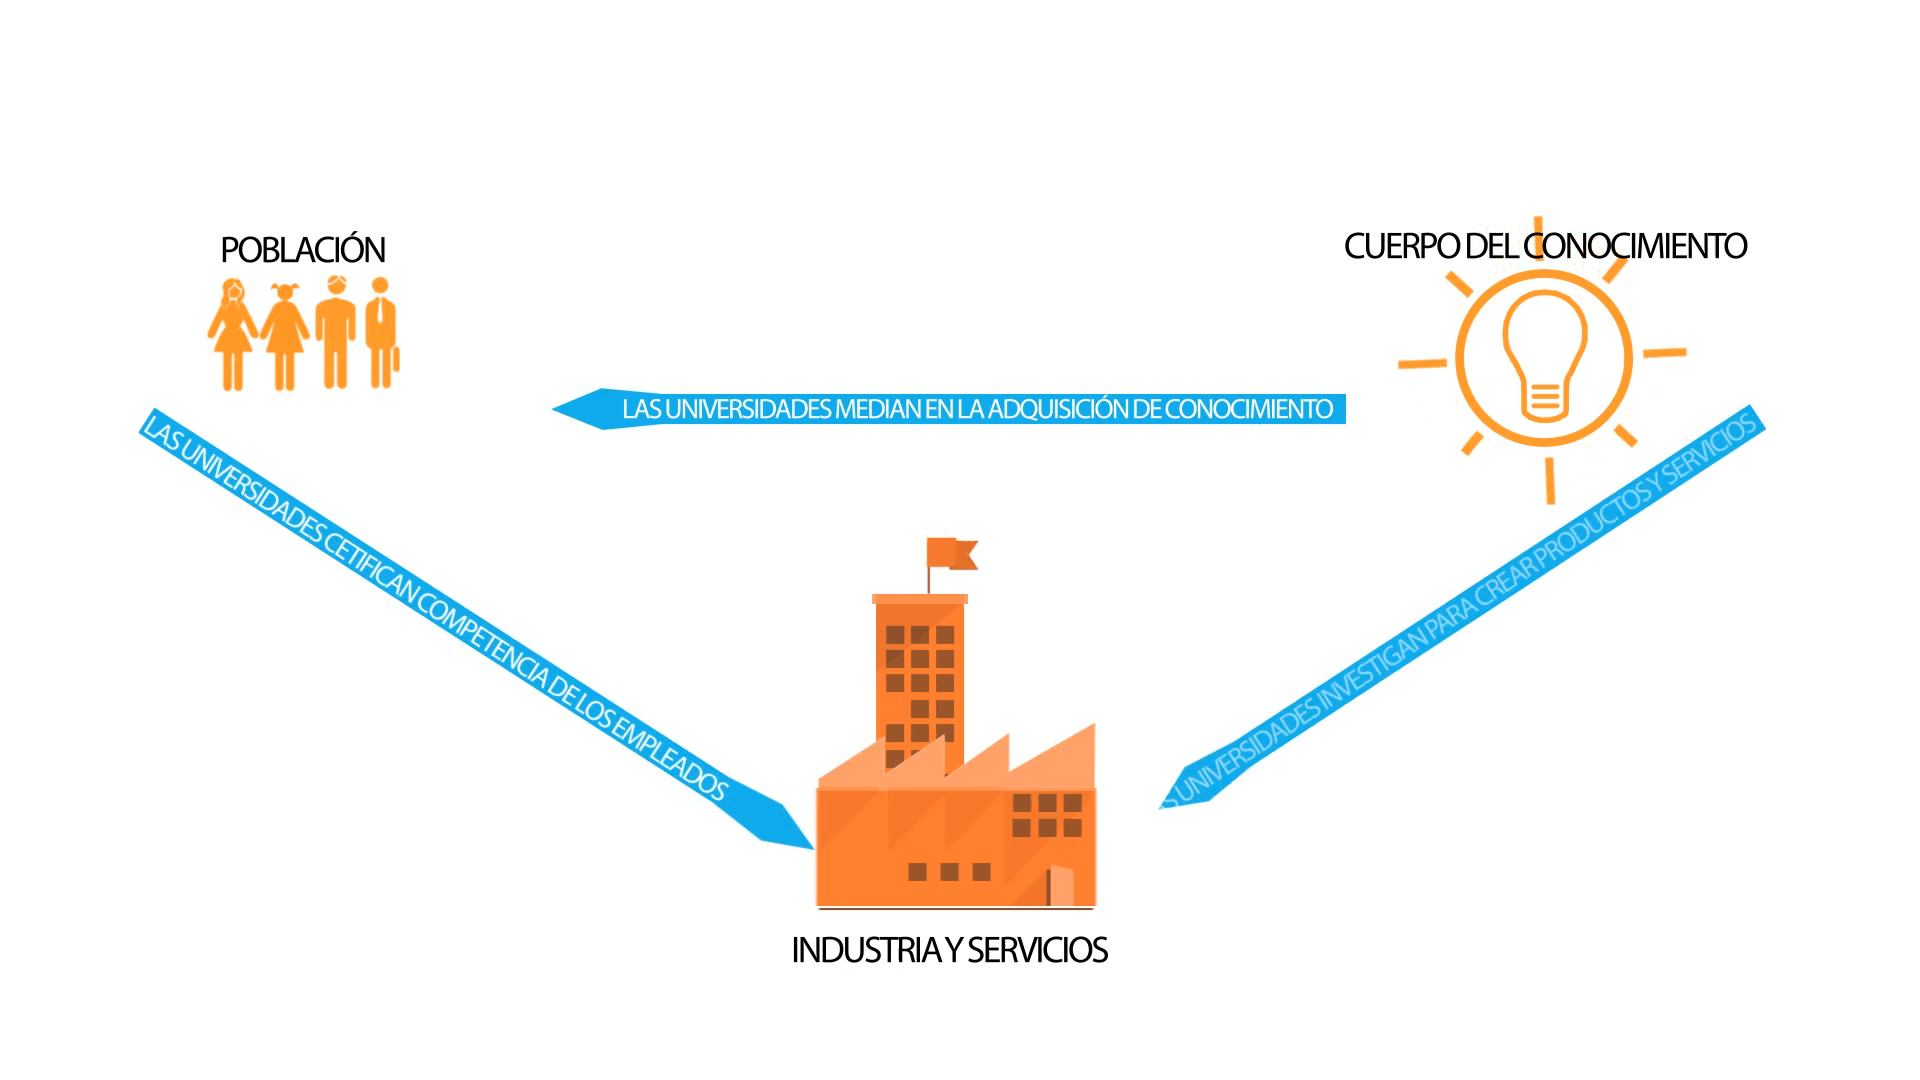 POBLACIÓN
CUERPO DEL CONOCIMIENTO
LAS UNIVERSIDADES MEDIAN EN LA ADQUISICIÓN DE CONOCIMIENTO
LAS UNIVERSIDADES CETIFICAN COMPETENCIA DE LOS EMPLEADOS
UNIVERSIDADES INVESTIGAN PARA CREAR PRODUCTOS Y SERVICIOS
INDUSTRIA Y SERVICIOS